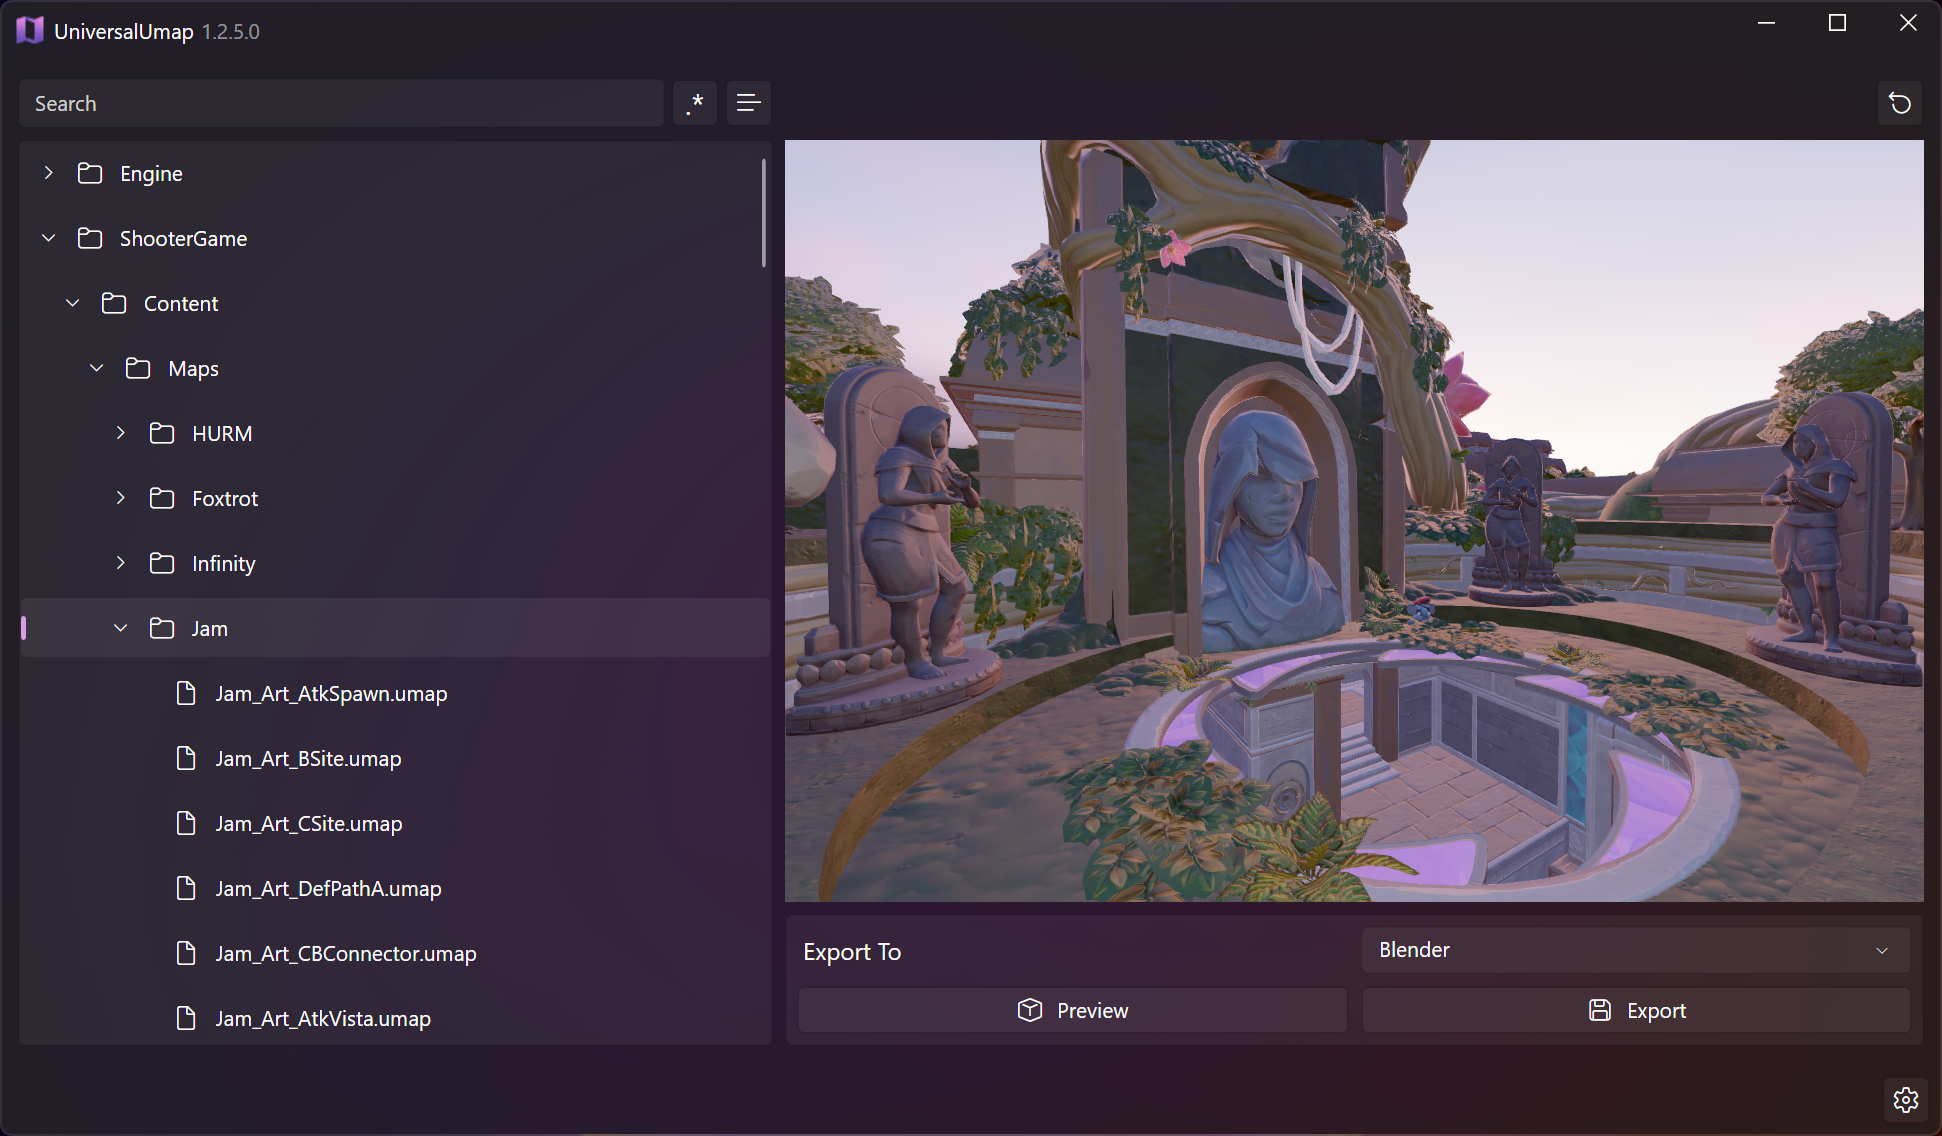 UniversalUmap 1.2.5.0
Search
.*
Engine
ShooterGame
Content
Maps
HURM
Foxtrot
Infinity
Jam
Jam_Art_AtkSpawn.umap
Jam_Art_BSite.umap
Jam_Art_CSite.umap
Jam_Art_DefPathA.umap
Jam_Art_CBConnector.umap
Jam_Art_AtkVista.umap
Export To
Blender
Preview
Export